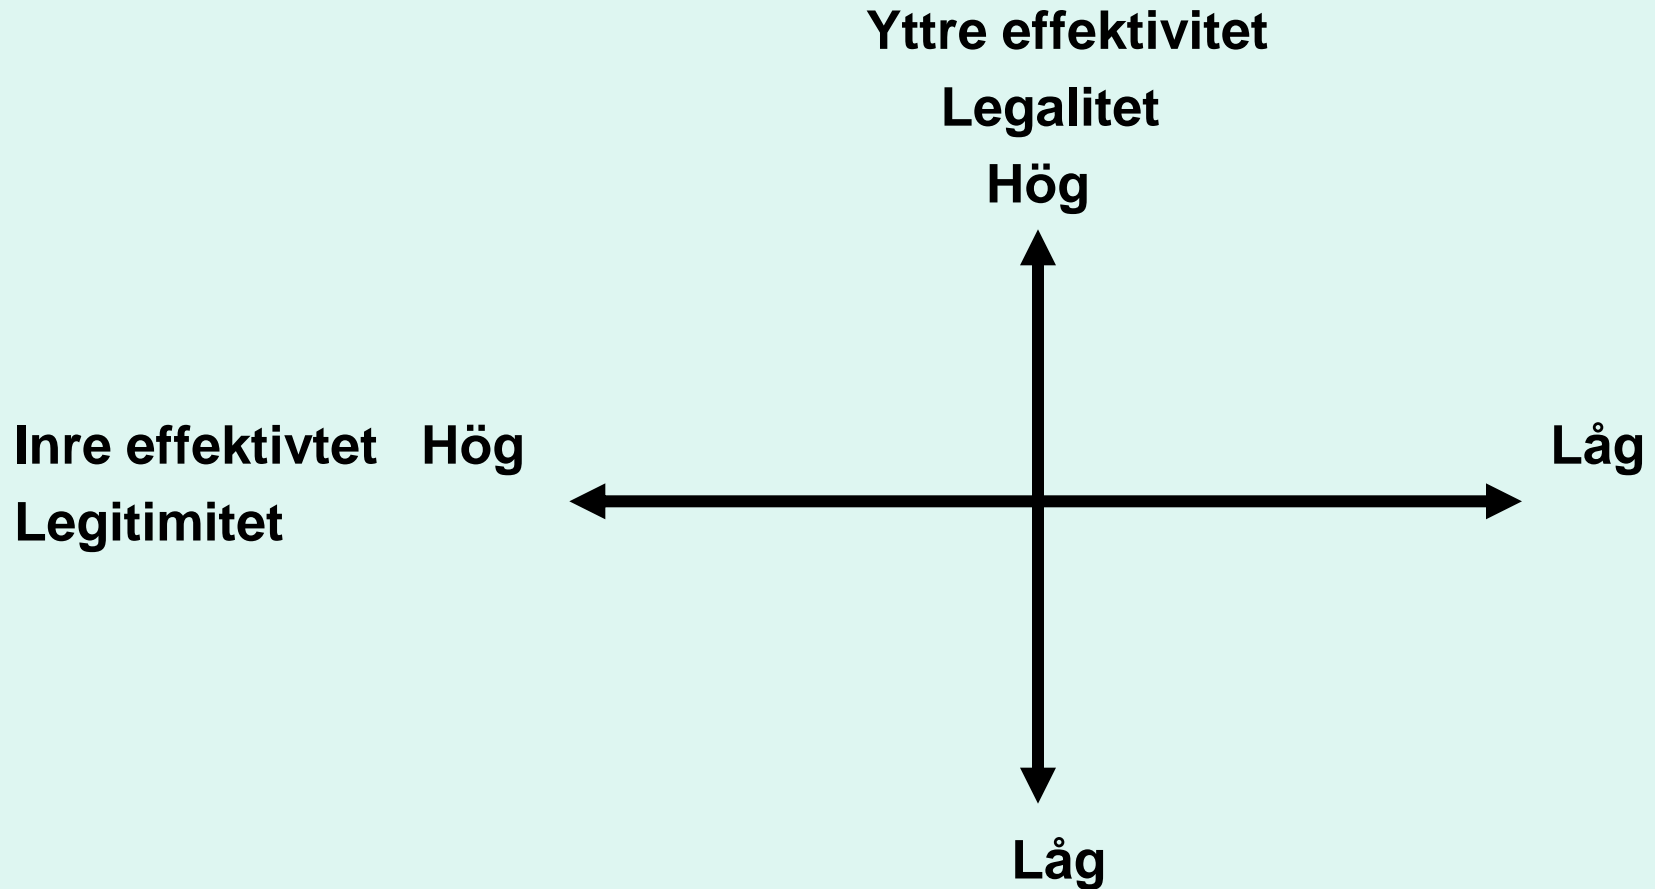 Yttre effektivitet
Legalitet
Hög
Inre effektivtet Hög
Låg
Legitimitet
Låg